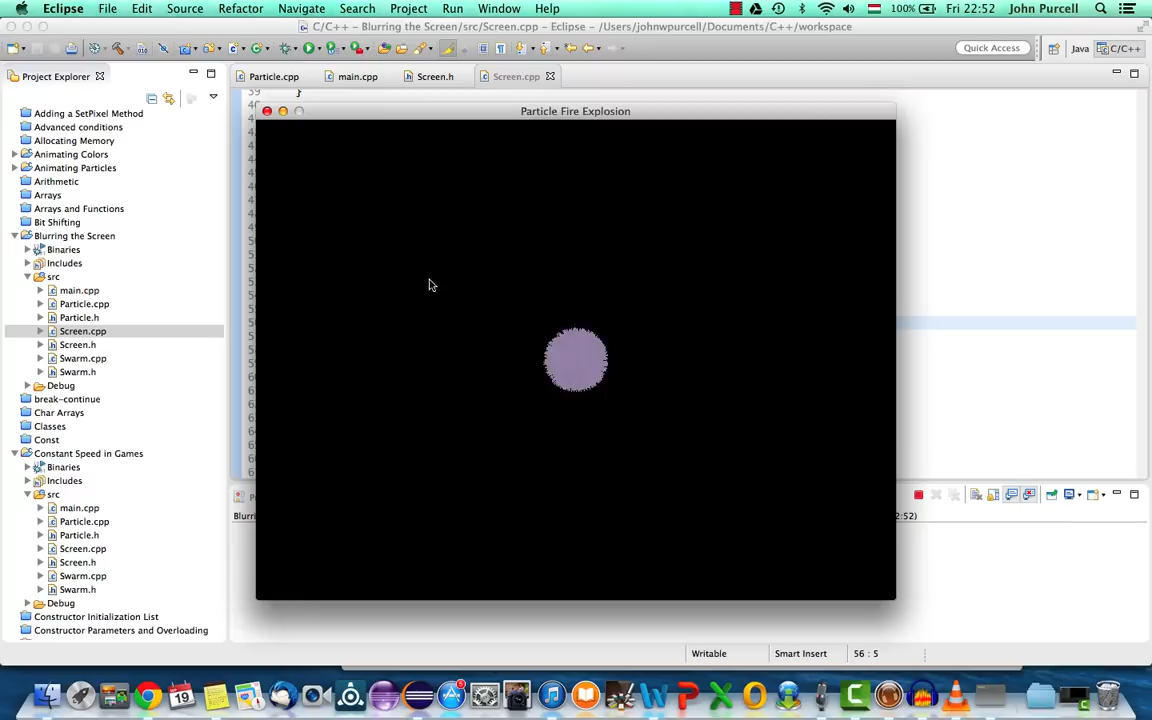 Eclipse File Edit Source Refactor Navigate Search Project Run Window Help 100% Fri 22:52 John Purcell
C/C++ – Blurring the Screen/src/Screen.cpp – Eclipse – /Users/johnwpurcell/Documents/C++/workspace
Quick Access Java C/C++
Project Explorer Particle.cpp main.cpp Screen.h Screen.cpp
39 }
Particle Fire Explosion
Adding a SetPixel Method
Advanced conditions
Allocating Memory
Animating Colors
Animating Particles
Arithmetic
Arrays
Arrays and Functions
Bit Shifting
Blurring the Screen
Binaries
Includes
src
main.cpp
Particle.cpp
Particle.h
Screen.cpp
Screen.h
Swarm.cpp
Swarm.h
Debug
break-continue
Char Arrays
Classes
Const
Constant Speed in Games
Binaries
Includes
src
main.cpp
Particle.cpp
Particle.h
Screen.cpp
Screen.h
Swarm.cpp
Swarm.h
Debug
Constructor Initialization List
Constructor Parameters and Overloading
Blurri 2:52)
Writable Smart Insert 56 : 5